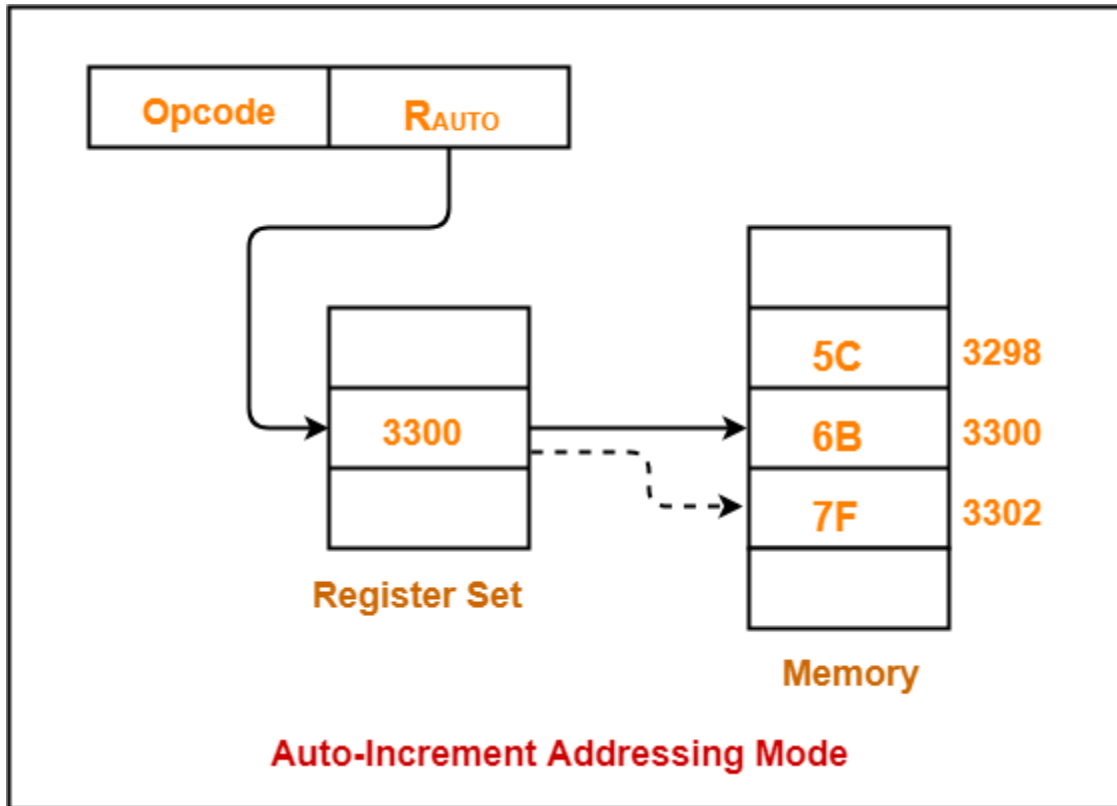 Opcode RAUTO
5C 3298
3300 6B 3300
7F 3302
Register Set
Memory
Auto-Increment Addressing Mode